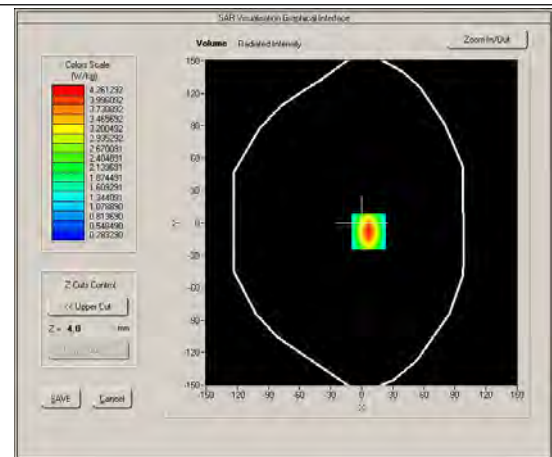 SAR Visualisation Graphical Interface
Volume Radiated Intensity
Zoom In/Out
Colors Scale
(W/kg)
4.261292
3.996092
3.730892
3.465692
3.200492
2.935292
2.670091
2.404891
2.139691
1.874491
1.609291
1.344091
1.078890
0.813690
0.548490
0.283290
150
120
90
60
30
0
-30
-60
-90
-120
-150
Y
-150 -120 -90 -60 -30 0 30 60 90 120 150
X
Z Cuts Control
<< Upper Cut
Z = 4.0 mm
SAVE Cancel